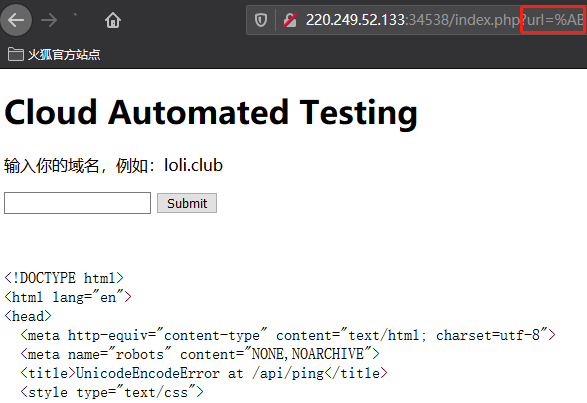 220.249.52.133:34538/index.php?url=%AB
火狐官方站点
Cloud Automated Testing
输入你的域名，例如：loli.club
Submit
<!DOCTYPE html>
<html lang="en">
<head>
  <meta http-equiv="content-type" content="text/html; charset=utf-8">
  <meta name="robots" content="NONE,NOARCHIVE">
  <title>UnicodeEncodeError at /api/ping</title>
  <style type="text/css">